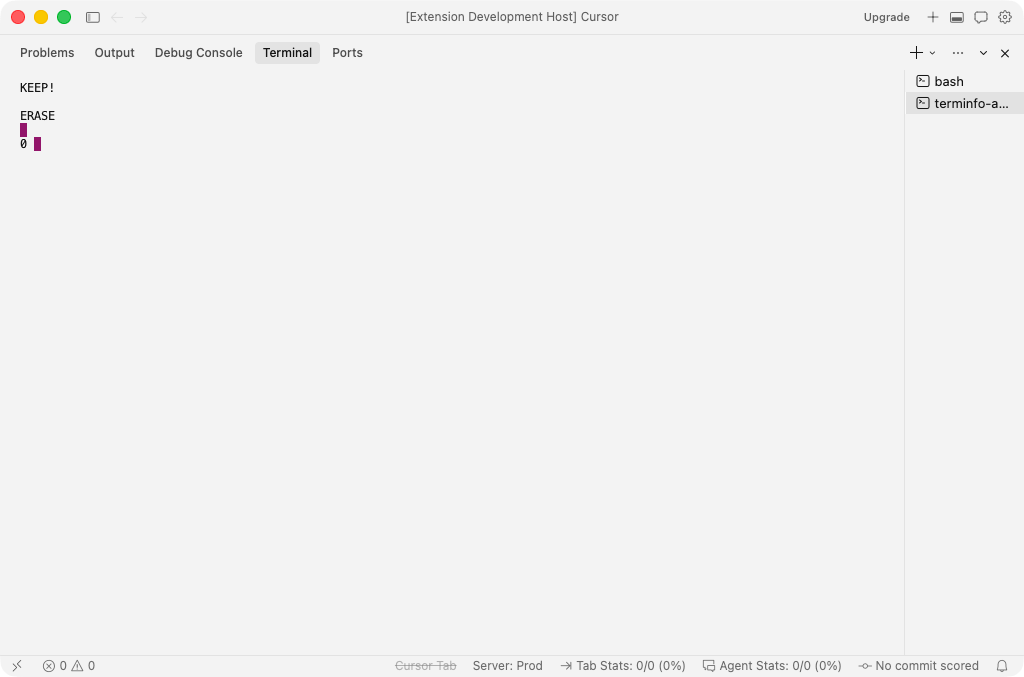 [Extension Development Host] Cursor
Upgrade
Problems Output Debug Console Terminal Ports
KEEP!
ERASE
0
bash
terminfo-a...
0 0
Cursor Tab Server: Prod Tab Stats: 0/0 (0%) Agent Stats: 0/0 (0%) No commit scored